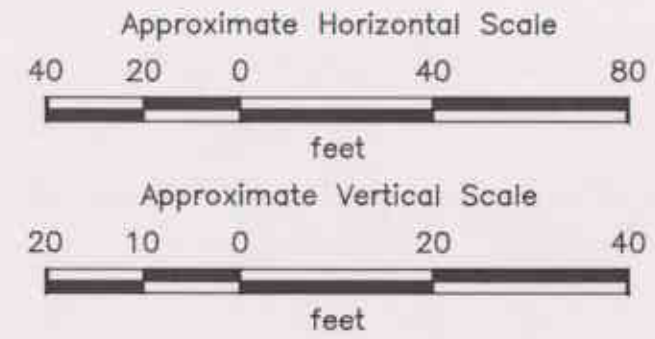 Approximate Horizontal Scale
40 20 0 40 80
feet
Approximate Vertical Scale
20 10 0 20 40
feet